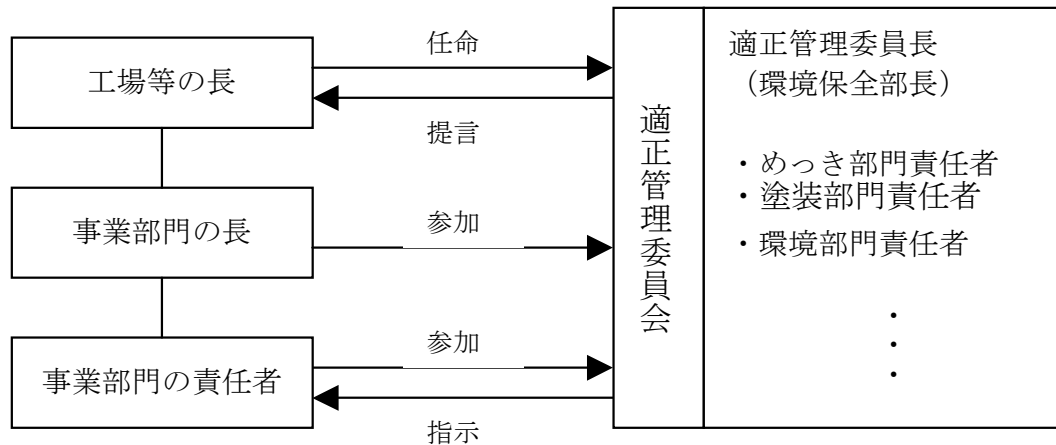 工場等の長
任命
提言
事業部門の長
参加
事業部門の責任者
参加
指示
適正管理委員会
適正管理委員長
(環境保全部長)
・めっき部門責任者
・塗装部門責任者
・環境部門責任者
・
・
・